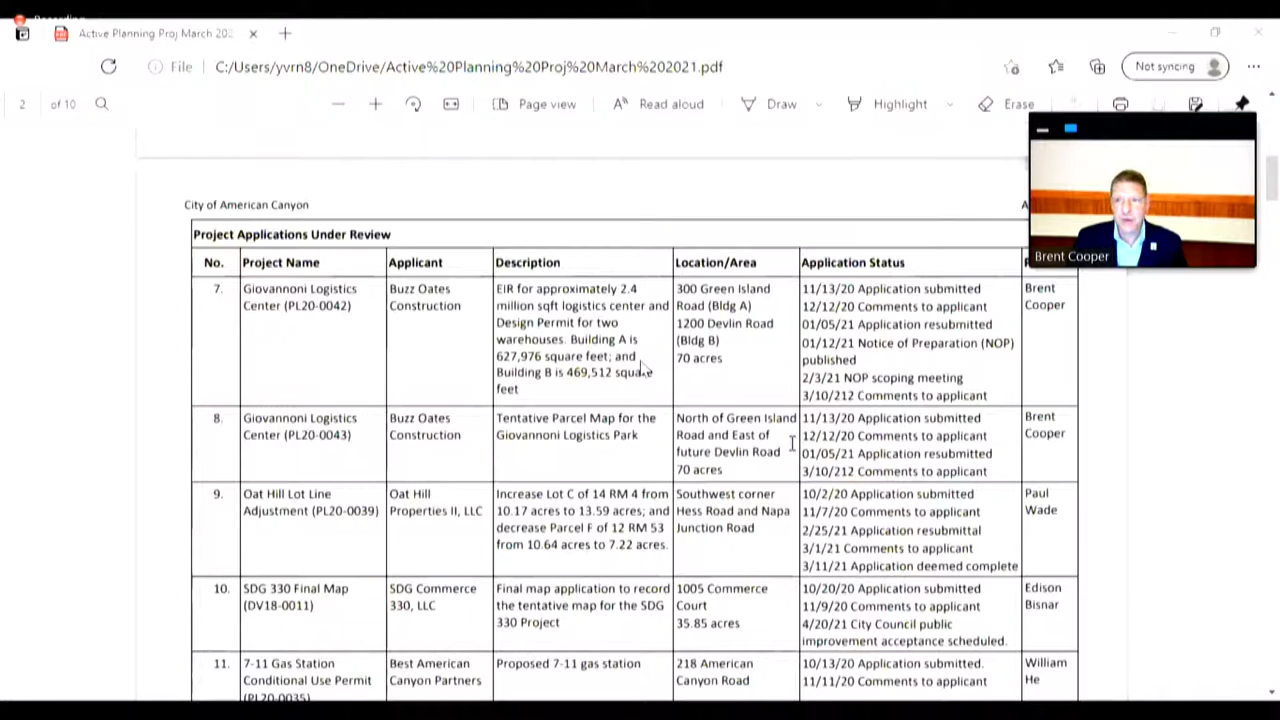 Recording
Active Planning Proj March 202
File C:/Users/yvrn8/OneDrive/Active%20Planning%20Proj%20March%202021.pdf Not syncing
2 of 10 Page view Read aloud Draw Highlight Erase
City of American Canyon A
Brent Cooper
Project Applications Under Review
No. Project Name Applicant Description Location/Area Application Status
7. Giovannoni Logistics Buzz Oates EIR for approximately 2.4 300 Green Island 11/13/20 Application submitted Brent
Center (PL20-0042) Construction million sqft logistics center and Road (Bldg A) 12/12/20 Comments to applicant Cooper
Design Permit for two 1200 Devlin Road 01/05/21 Application resubmitted
warehouses. Building A is (Bldg B) 01/12/21 Notice of Preparation (NOP)
627,976 square feet; and 70 acres published
Building B is 469,512 square 2/3/21 NOP scoping meeting
feet 3/10/212 Comments to applicant
8. Giovannoni Logistics Buzz Oates Tentative Parcel Map for the North of Green Island 11/13/20 Application submitted Brent
Center (PL20-0043) Construction Giovannoni Logistics Park Road and East of 12/12/20 Comments to applicant Cooper
future Devlin Road 01/05/21 Application resubmitted
70 acres 3/10/212 Comments to applicant
9. Oat Hill Lot Line Oat Hill Increase Lot C of 14 RM 4 from Southwest corner 10/2/20 Application submitted Paul
Adjustment (PL20-0039) Properties II, LLC 10.17 acres to 13.59 acres; and Hess Road and Napa 11/7/20 Comments to applicant Wade
decrease Parcel F of 12 RM 53 Junction Road 2/25/21 Application resubmittal
from 10.64 acres to 7.22 acres. 3/1/21 Comments to applicant
3/11/21 Application deemed complete
10. SDG 330 Final Map SDG Commerce Final map application to record 1005 Commerce 10/20/20 Application submitted Edison
(DV18-0011) 330, LLC the tentative map for the SDG Court 11/9/20 Comments to applicant Bisnar
330 Project 35.85 acres 4/20/21 City Council public
improvement acceptance scheduled.
11. 7-11 Gas Station Best American Proposed 7-11 gas station 218 American 10/13/20 Application submitted. William
Conditional Use Permit Canyon Partners Canyon Road 11/11/20 Comments to applicant He
(PL20-0035)